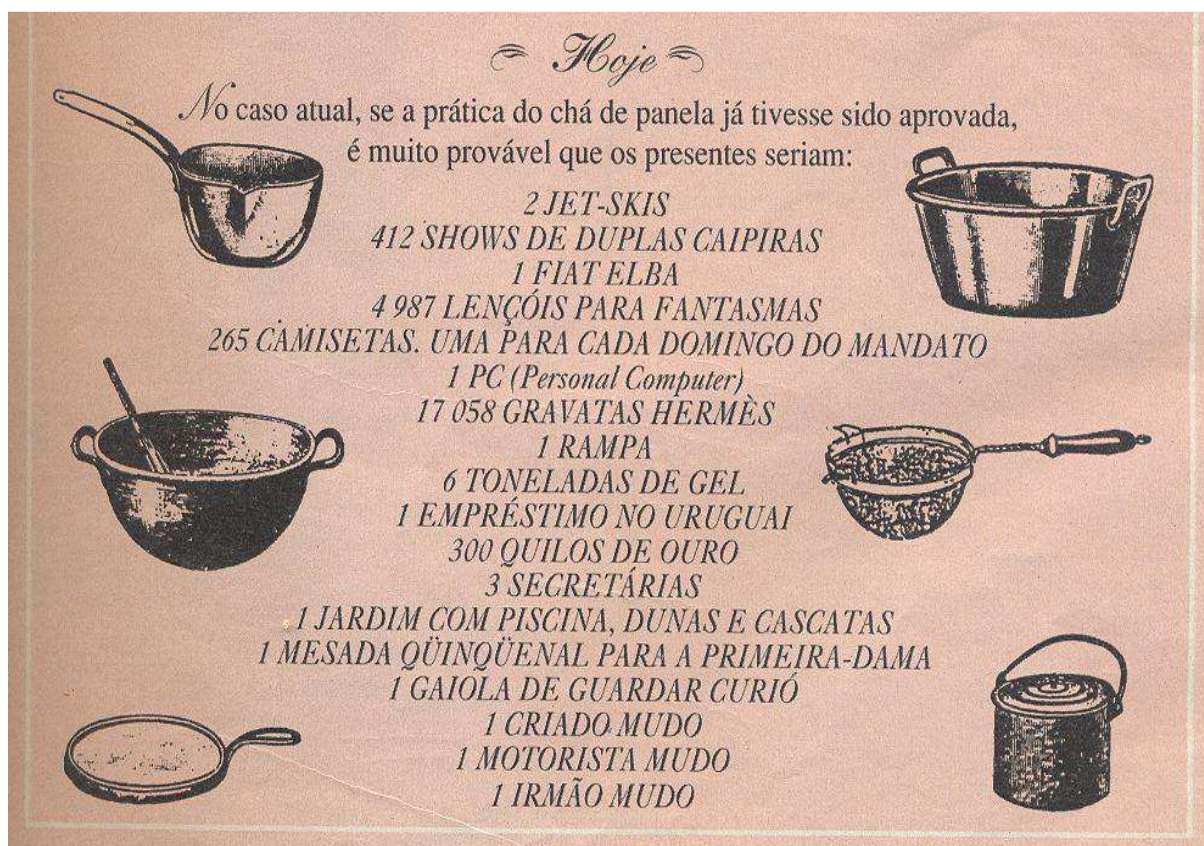 Hoje
No caso atual, se a prática do chá de panela já tivesse sido aprovada,
é muito provável que os presentes seriam:
2 JET-SKIS
412 SHOWS DE DUPLAS CAIPIRAS
1 FIAT ELBA
4 987 LENÇÓIS PARA FANTASMAS
265 CAMISETAS. UMA PARA CADA DOMINGO DO MANDATO
1 PC (Personal Computer)
17 058 GRAVATAS HERMÈS
1 RAMPA
6 TONELADAS DE GEL
1 EMPRÉSTIMO NO URUGUAI
300 QUILOS DE OURO
3 SECRETÁRIAS
1 JARDIM COM PISCINA, DUNAS E CASCATAS
1 MESADA QÜINQÜENAL PARA A PRIMEIRA-DAMA
1 GAIOLA DE GUARDAR CURIÓ
1 CRIADO MUDO
1 MOTORISTA MUDO
1 IRMÃO MUDO